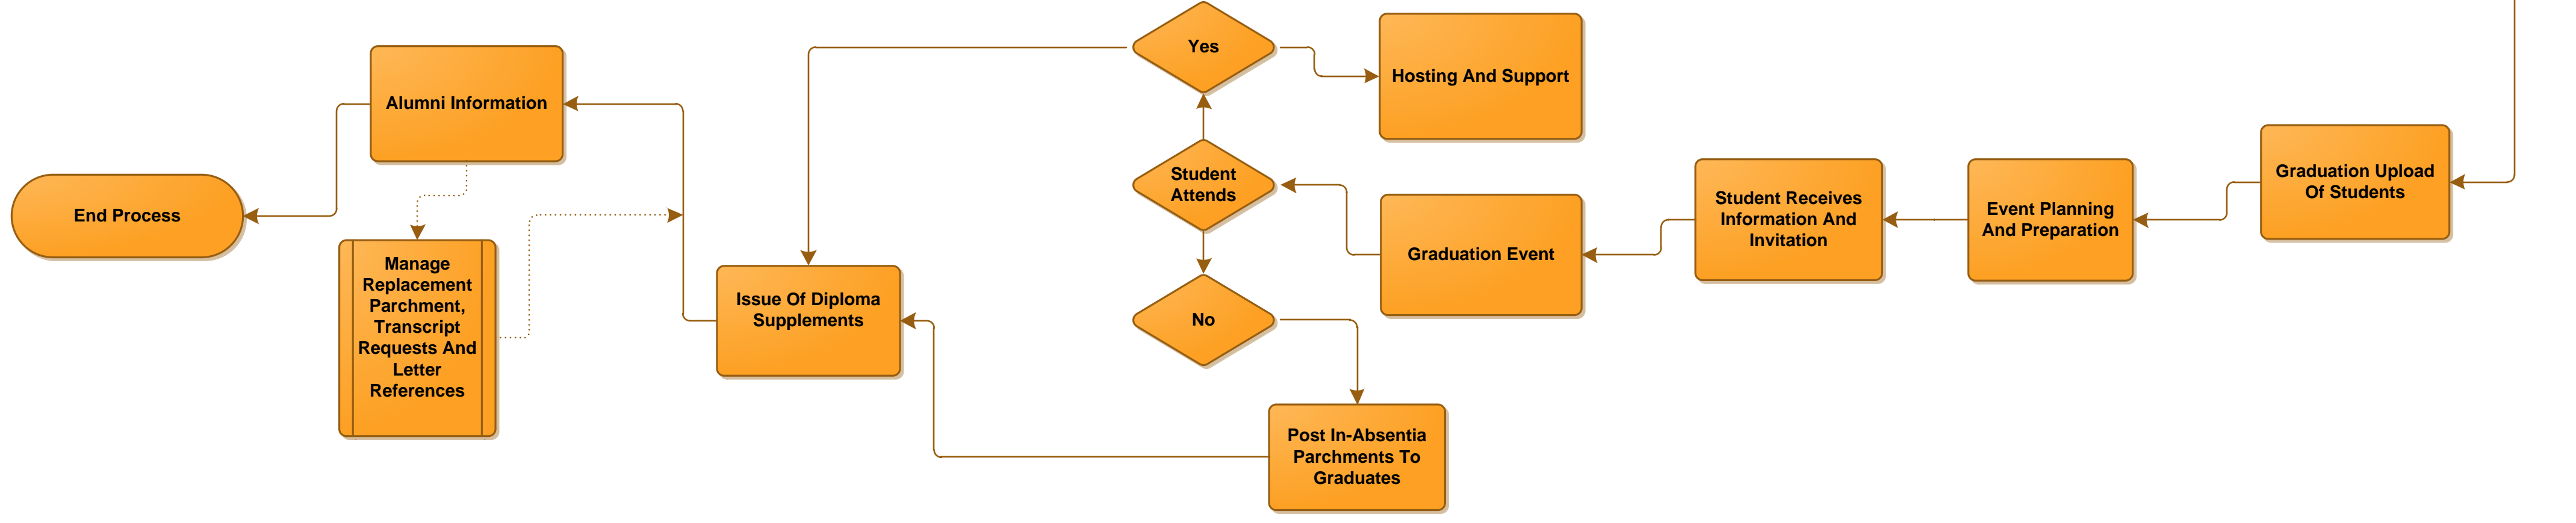 Yes
Hosting And Support
Alumni Information
Student
Attends
Graduation Upload
Of Students
Student Receives
Information And
Invitation
Event Planning
And Preparation
End Process
Graduation Event
Manage
Replacement
Parchment,
Transcript
Requests And
Letter
References
Issue Of Diploma
Supplements
No
Post In-Absentia
Parchments To
Graduates